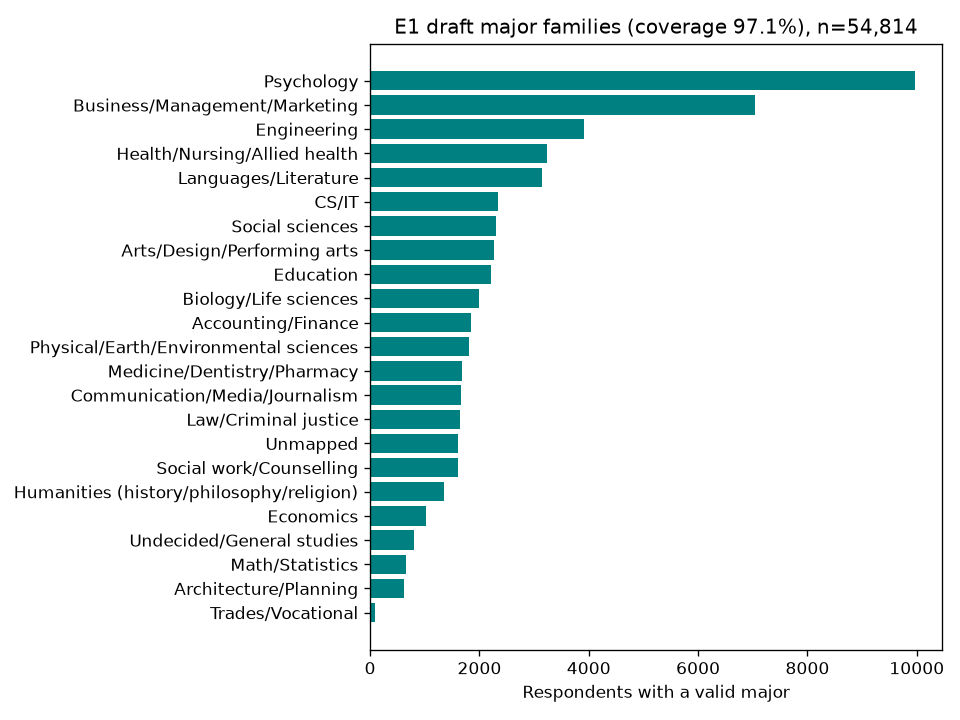 E1 draft major families (coverage 97.1%), n=54,814
Psychology
Business/Management/Marketing
Engineering
Health/Nursing/Allied health
Languages/Literature
CS/IT
Social sciences
Arts/Design/Performing arts
Education
Biology/Life sciences
Accounting/Finance
Physical/Earth/Environmental sciences
Medicine/Dentistry/Pharmacy
Communication/Media/Journalism
Law/Criminal justice
Unmapped
Social work/Counselling
Humanities (history/philosophy/religion)
Economics
Undecided/General studies
Math/Statistics
Architecture/Planning
Trades/Vocational
0 2000 4000 6000 8000 10000
Respondents with a valid major